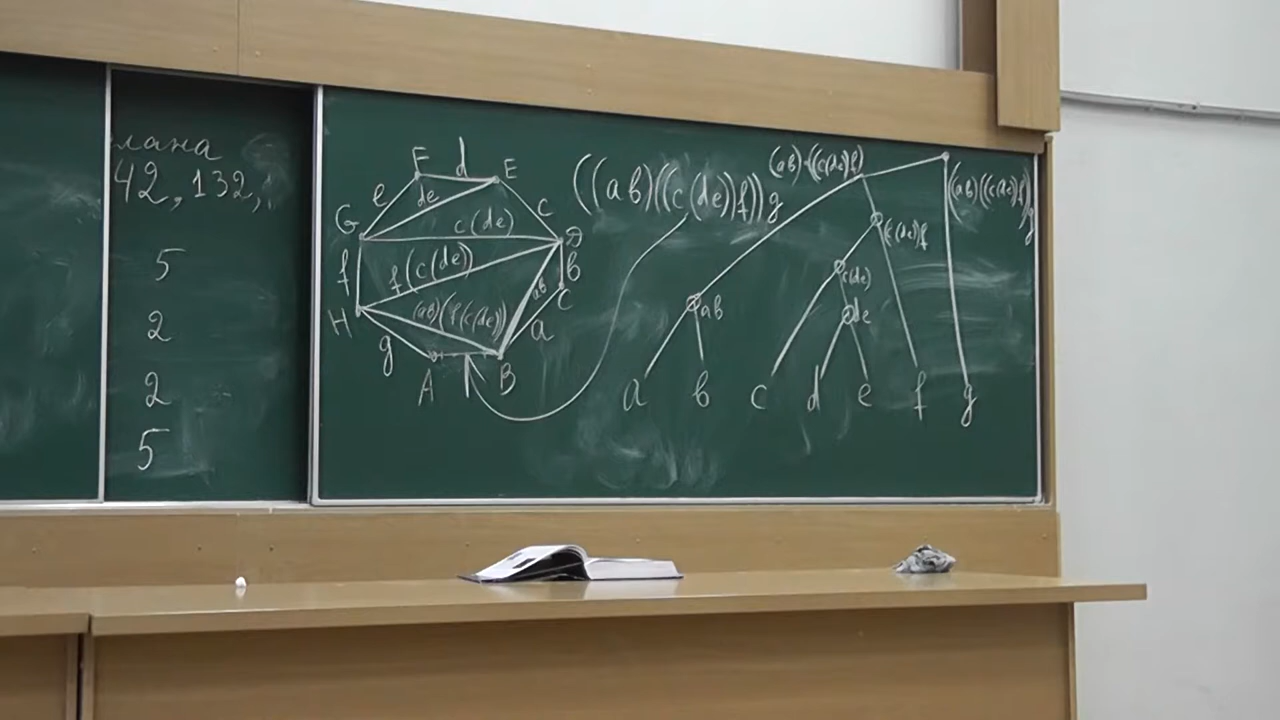 лана
42, 132,
5
2
2
5
F d E
e de c
G c(de) D
f f(c(de)) ab b
C
H (ab)(f(c(de))) a
g
A B
((ab)((c(de))f))g
(ab)((c(de))f)
((ab)((c(de))f))g
(c(de))f
c(de)
ab de
a b c d e f g